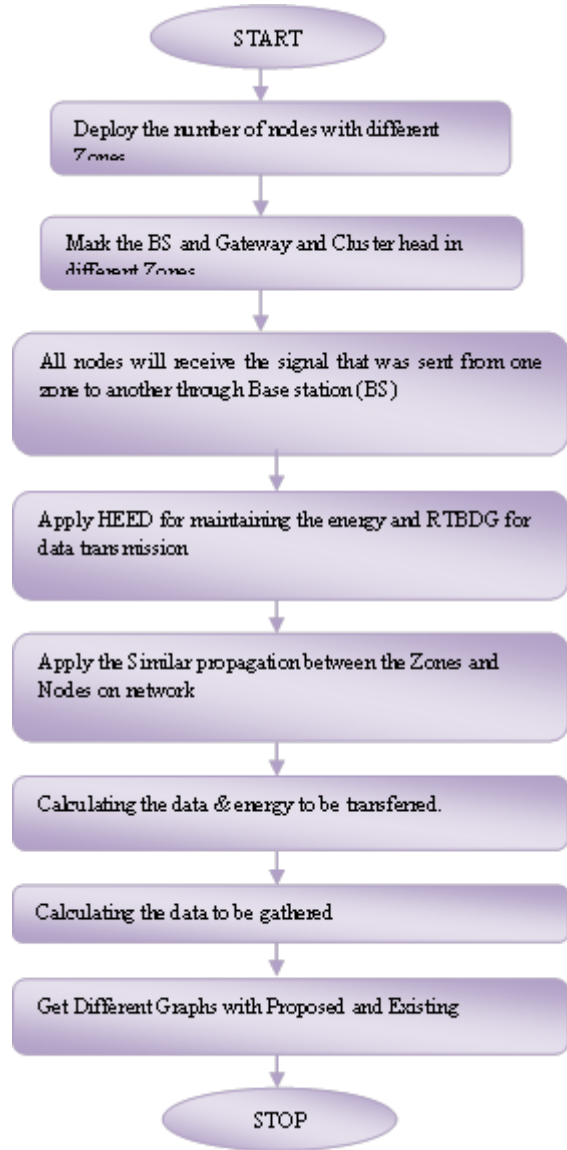 START
Deploy the number of nodes with different
Zones
Mark the BS and Gateway and Cluster head in
different Zones
All nodes will receive the signal that was sent from one
zone to another through Base station (BS)
Apply HEED for maintaining the energy and RTBDG for
data transmission
Apply the Similar propagation between the Zones and
Nodes on network
Calculating the data & energy to be transferred.
Calculating the data to be gathered
Get Different Graphs with Proposed and Existing
STOP